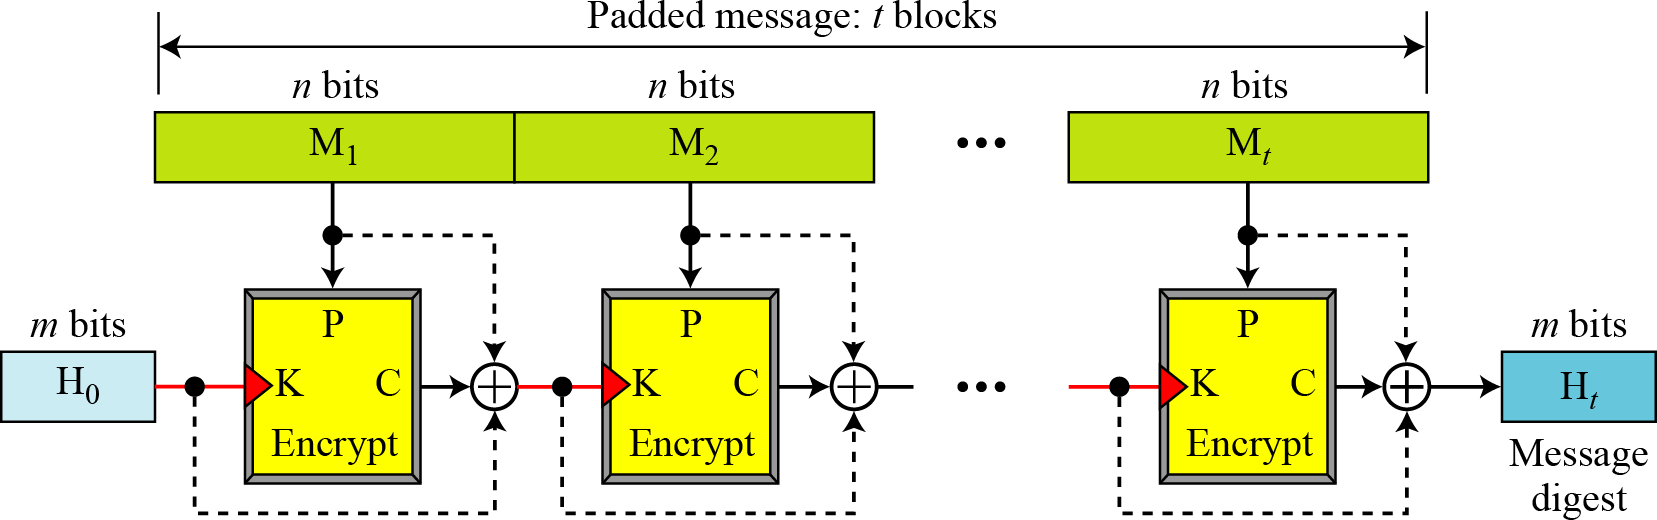 Padded message: t blocks
n bits n bits n bits
M1 M2 ... Mt
P P P
m bits m bits
H0 K C K C ... K C Ht
Encrypt Encrypt Encrypt
Message
digest